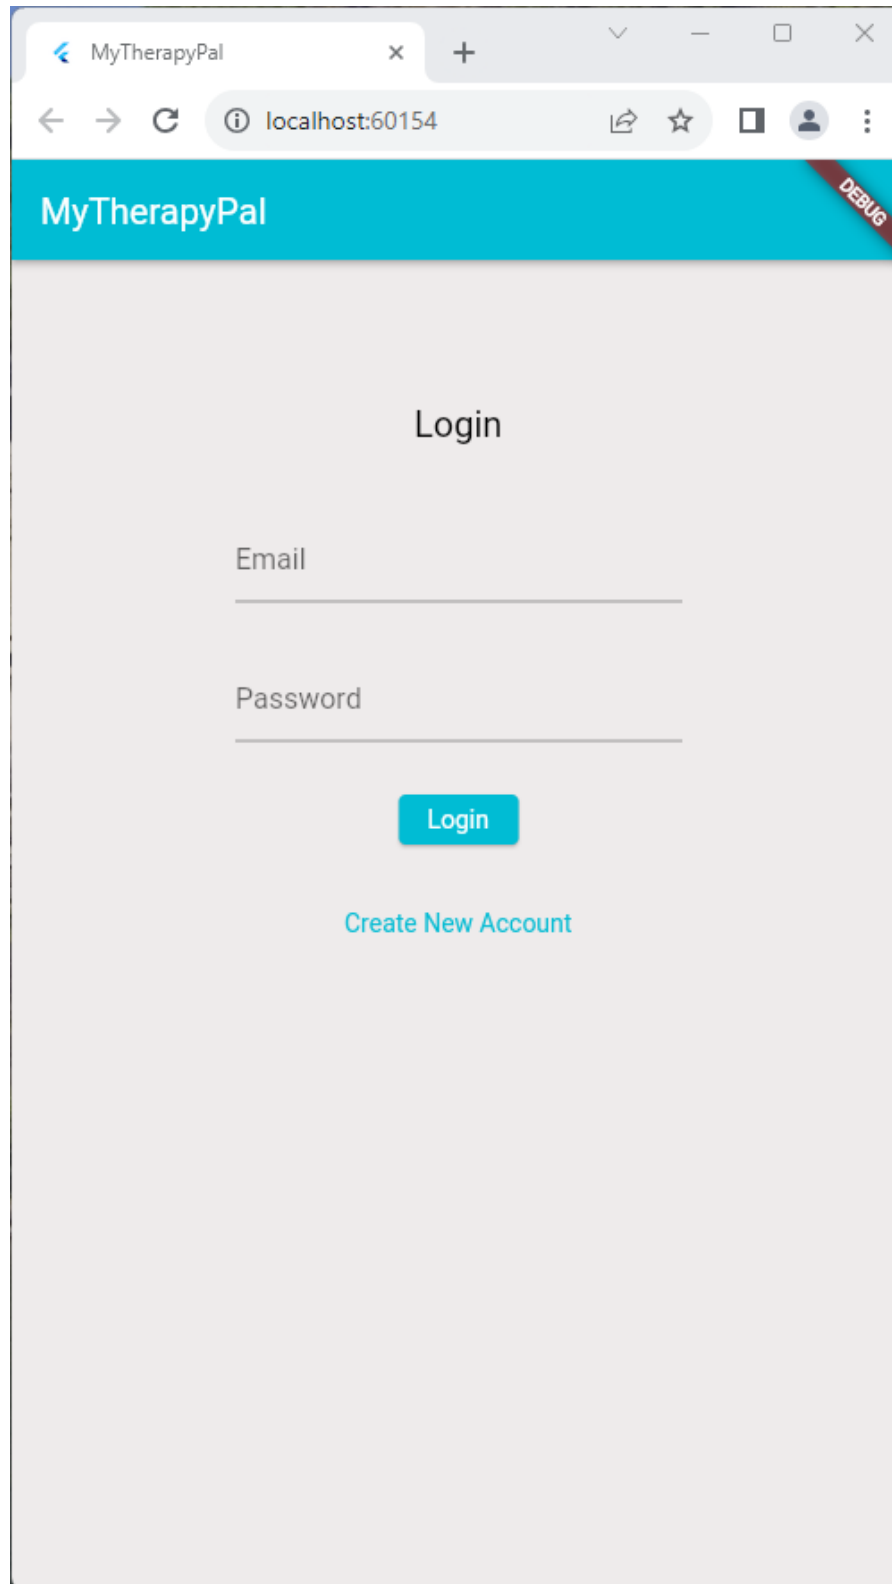 MyTherapyPal
localhost:60154
MyTherapyPal
DEBUG
Login
Email
Password
Login
Create New Account